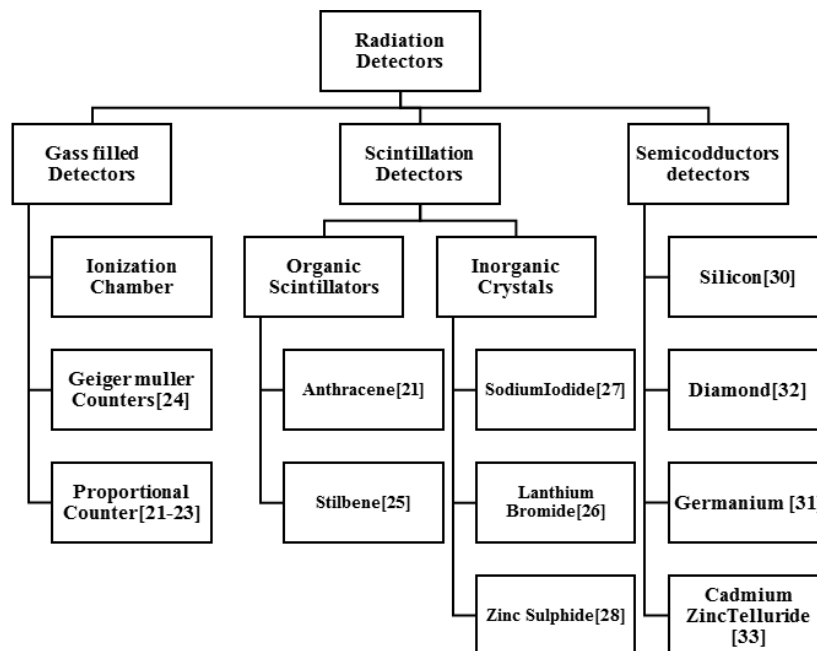 Radiation
Detectors
Gass filled
Detectors
Scintillation
Detectors
Semicodductors
detectors
Ionization
Chamber
Organic
Scintillators
Inorganic
Crystals
Silicon[30]
Geiger muller
Counters[24]
Anthracene[21]
SodiumIodide[27]
Diamond[32]
Proportional
Counter[21-23]
Stilbene[25]
Lanthium
Bromide[26]
Germanium [31]
Zinc Sulphide[28]
Cadmium
ZincTelluride
[33]